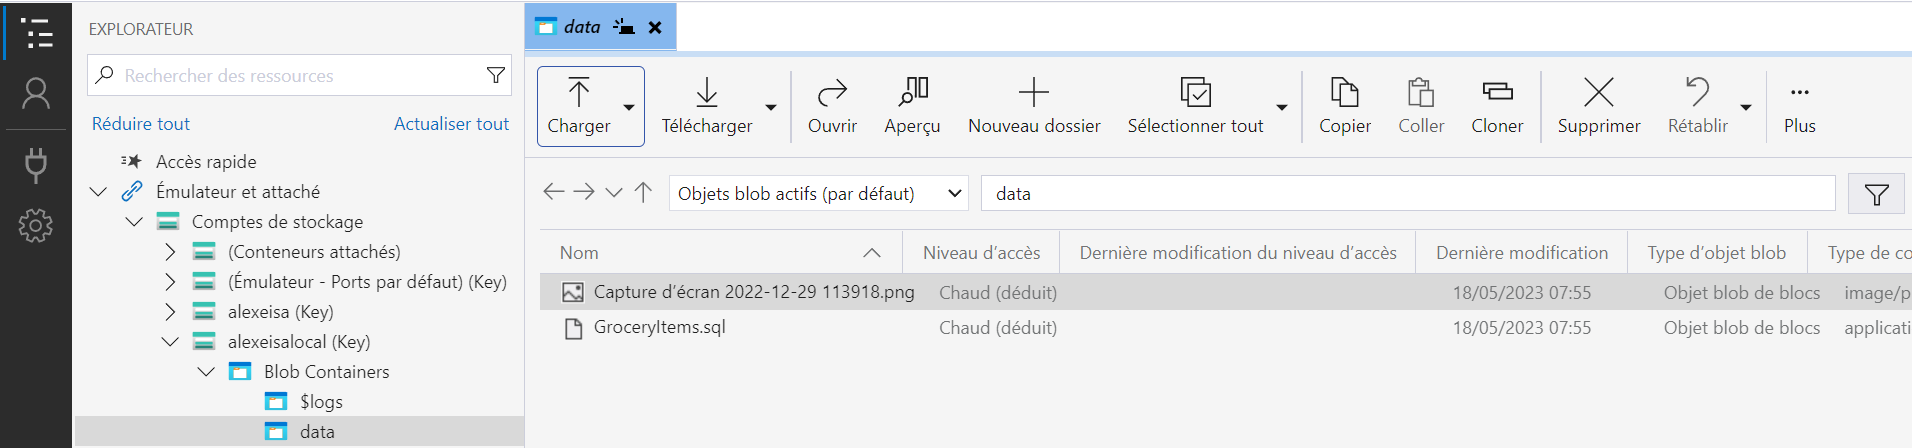 EXPLORATEUR
Rechercher des ressources
Réduire tout
Actualiser tout
Accès rapide
Émulateur et attaché
Comptes de stockage
(Conteneurs attachés)
(Émulateur - Ports par défaut) (Key)
alexeisa (Key)
alexeisalocal (Key)
Blob Containers
$logs
data
data
Charger
Télécharger
Ouvrir
Aperçu
Nouveau dossier
Sélectionner tout
Copier
Coller
Cloner
Supprimer
Rétablir
Plus
Objets blob actifs (par défaut)
data
Nom Niveau d'accès Dernière modification du niveau d'accès Dernière modification Type d'objet blob Type de co
Capture d'écran 2022-12-29 113918.png Chaud (déduit) 18/05/2023 07:55 Objet blob de blocs image/p
GroceryItems.sql Chaud (déduit) 18/05/2023 07:55 Objet blob de blocs applicati